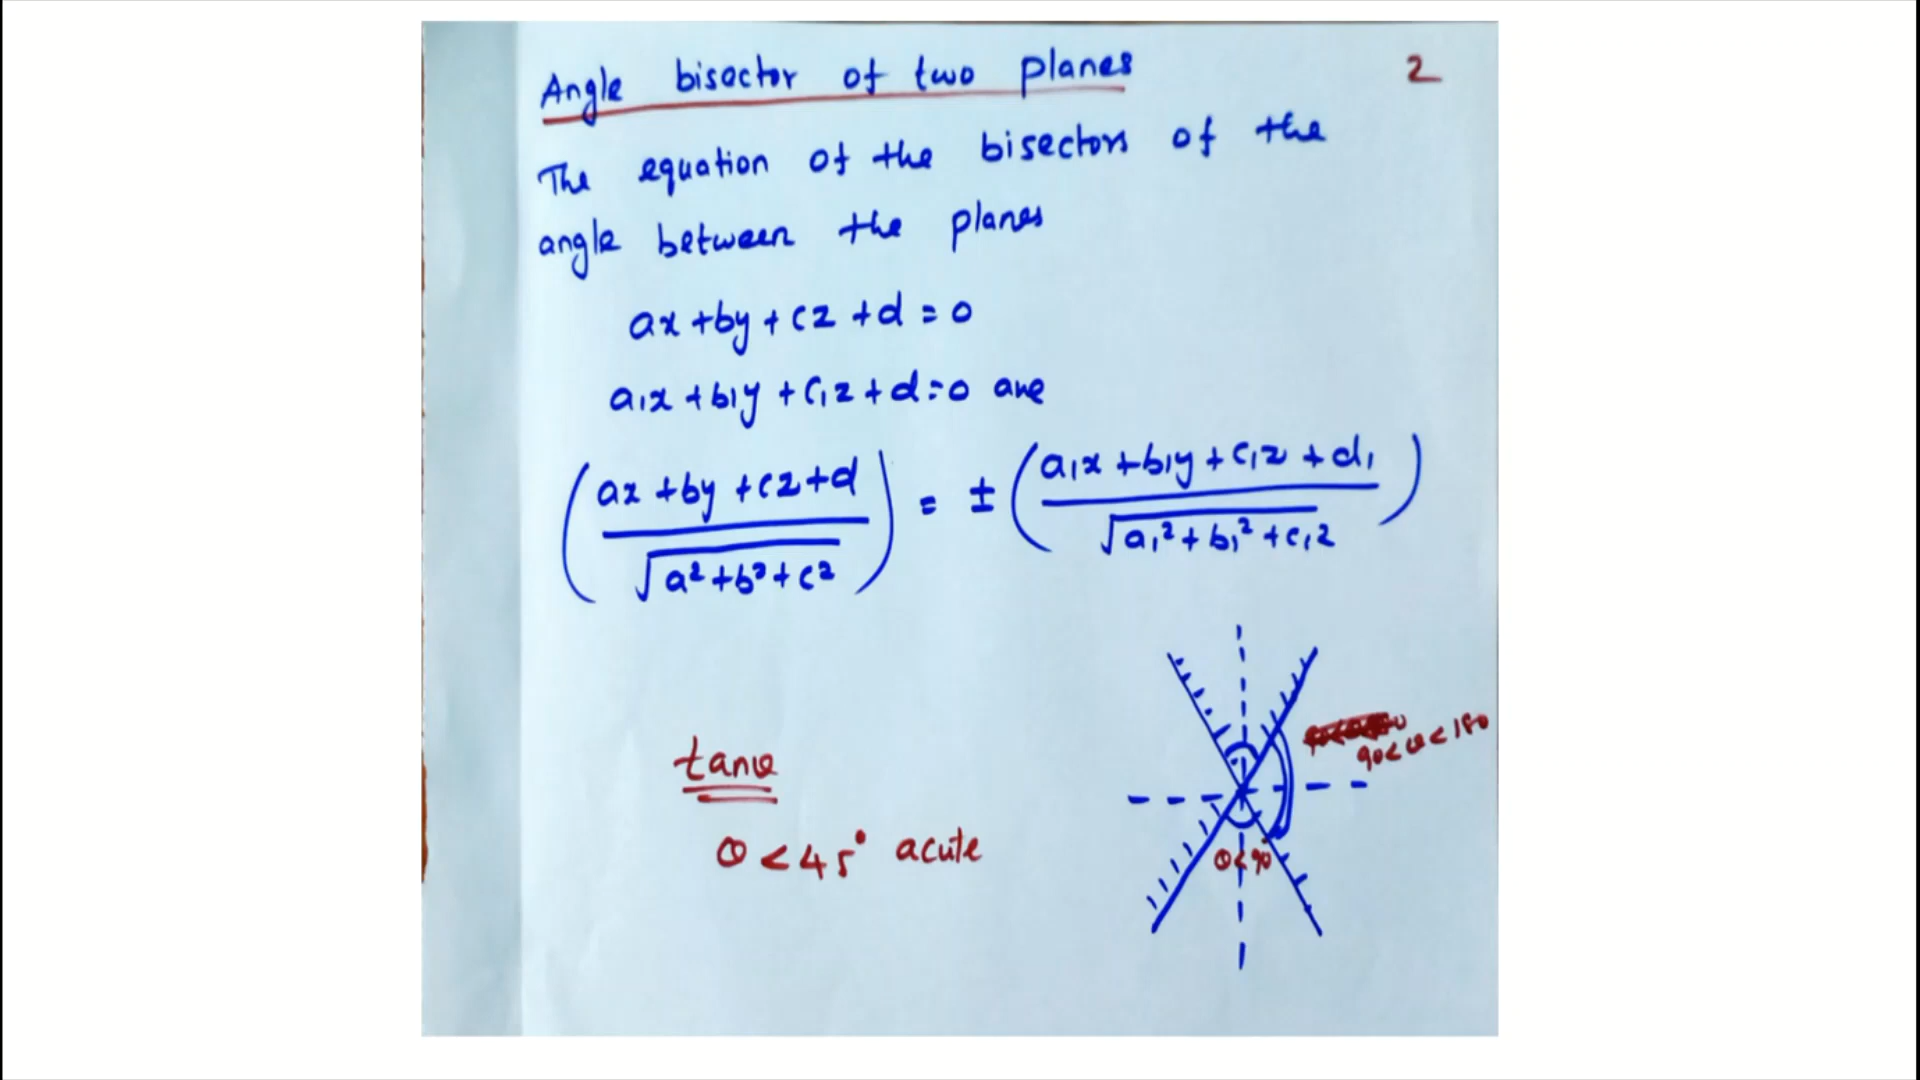 Angle bisector of two planes
2
The equation of the bisectors of the
angle between the planes
ax +by + cz +d = 0
a₁x + b₁y + c₁z + d = 0 are
(ax +by +cz+d / √a²+b²+c²) = ± (a₁x +b₁y + c₁z + d₁ / √a₁²+b₁²+c₁2)
90<θ<180
tanθ
θ < 45° acute
θ<90